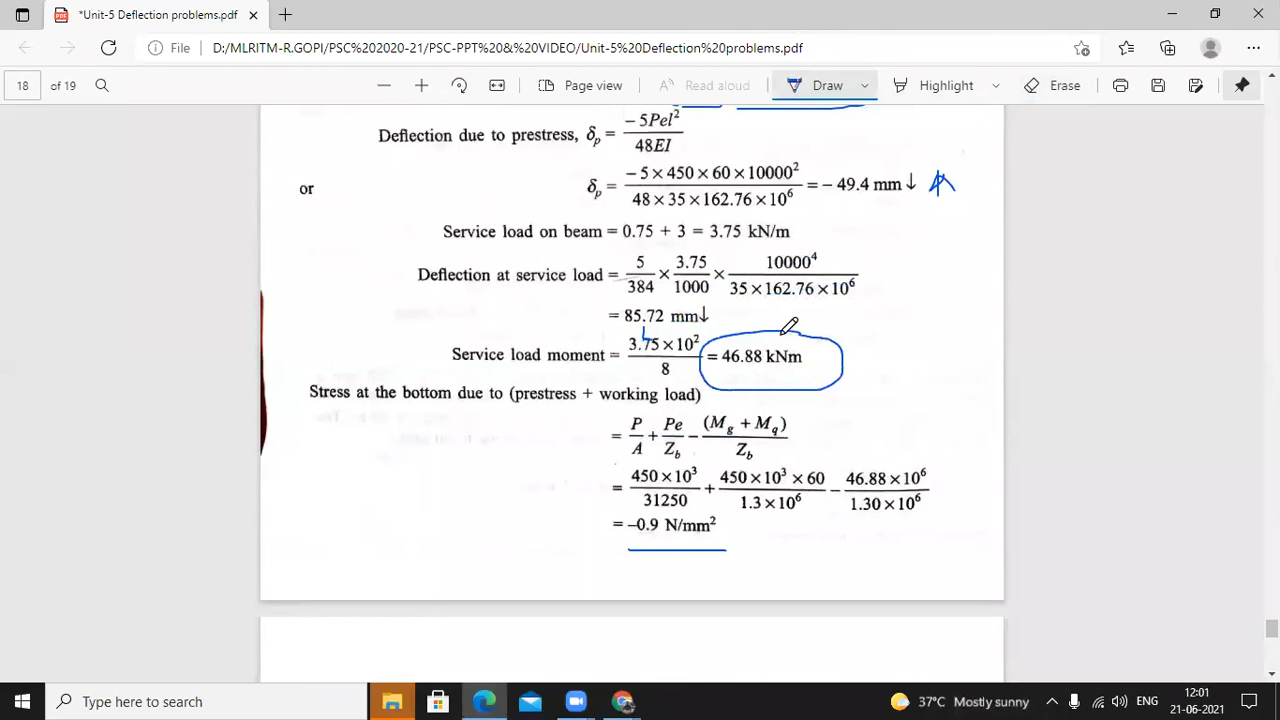 *Unit-5 Deflection problems.pdf
File D:/MLRITM-R.GOPI/PSC%202020-21/PSC-PPT%20&%20VIDEO/Unit-5%20Deflection%20problems.pdf
18 of 19 Page view Read aloud Draw Highlight Erase
Deflection due to prestress, δp = −5Pel² / 48EI
or δp = −5 × 450 × 60 × 10000² / 48 × 35 × 162.76 × 10⁶ = − 49.4 mm ↓
Service load on beam = 0.75 + 3 = 3.75 kN/m
Deflection at service load = 5/384 × 3.75/1000 × 10000⁴ / 35 × 162.76 × 10⁶
= 85.72 mm↓
Service load moment = 3.75 × 10² / 8 = 46.88 kNm
Stress at the bottom due to (prestress + working load)
= P/A + Pe/Zb − (Mg + Mq)/Zb
= 450 × 10³ / 31250 + 450 × 10³ × 60 / 1.3 × 10⁶ − 46.88 × 10⁶ / 1.30 × 10⁶
= −0.9 N/mm²
Type here to search
37°C Mostly sunny
ENG
12:01
21-06-2021